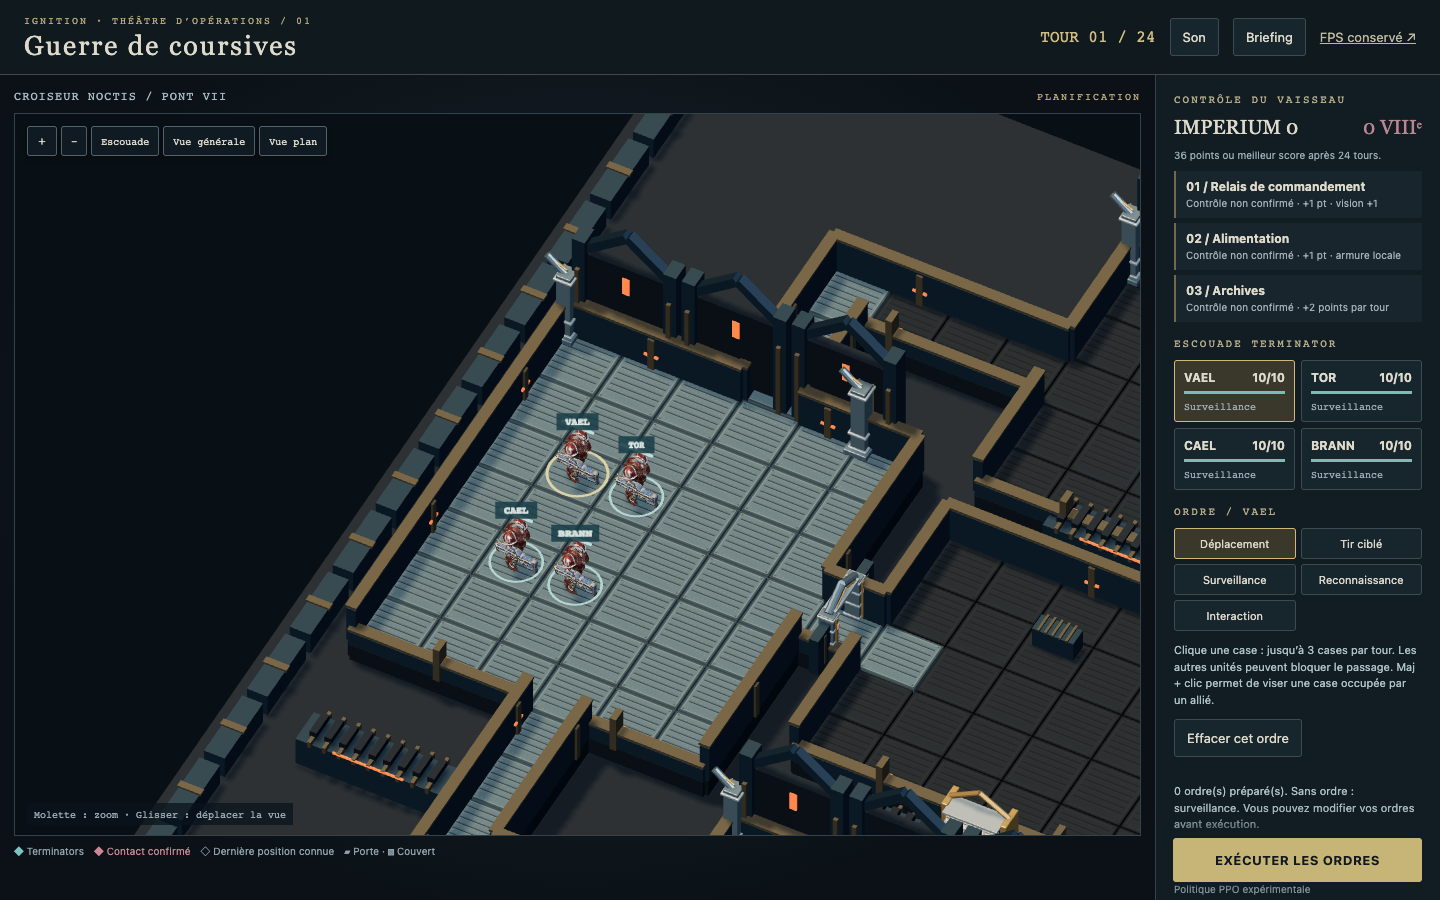 IGNITION · THÉÂTRE D'OPÉRATIONS / 01
Guerre de coursives
TOUR 01 / 24
Son
Briefing
FPS conservé ↗
CROISEUR NOCTIS / PONT VII
PLANIFICATION
+
−
Escouade
Vue générale
Vue plan
VAEL
TOR
CAEL
BRANN
Molette : zoom · Glisser : déplacer la vue
Terminators
Contact confirmé
Dernière position connue
Porte · Couvert
CONTRÔLE DU VAISSEAU
IMPERIUM 0
0 VIIIᵉ
36 points ou meilleur score après 24 tours.
01 / Relais de commandement
Contrôle non confirmé · +1 pt · vision +1
02 / Alimentation
Contrôle non confirmé · +1 pt · armure locale
03 / Archives
Contrôle non confirmé · +2 points par tour
ESCOUADE TERMINATOR
VAEL 10/10
Surveillance
TOR 10/10
Surveillance
CAEL 10/10
Surveillance
BRANN 10/10
Surveillance
ORDRE / VAEL
Déplacement
Tir ciblé
Surveillance
Reconnaissance
Interaction
Clique une case : jusqu'à 3 cases par tour. Les
autres unités peuvent bloquer le passage. Maj
+ clic permet de viser une case occupée par
un allié.
Effacer cet ordre
0 ordre(s) préparé(s). Sans ordre :
surveillance. Vous pouvez modifier vos ordres
avant exécution.
EXÉCUTER LES ORDRES
Politique PPO expérimentale